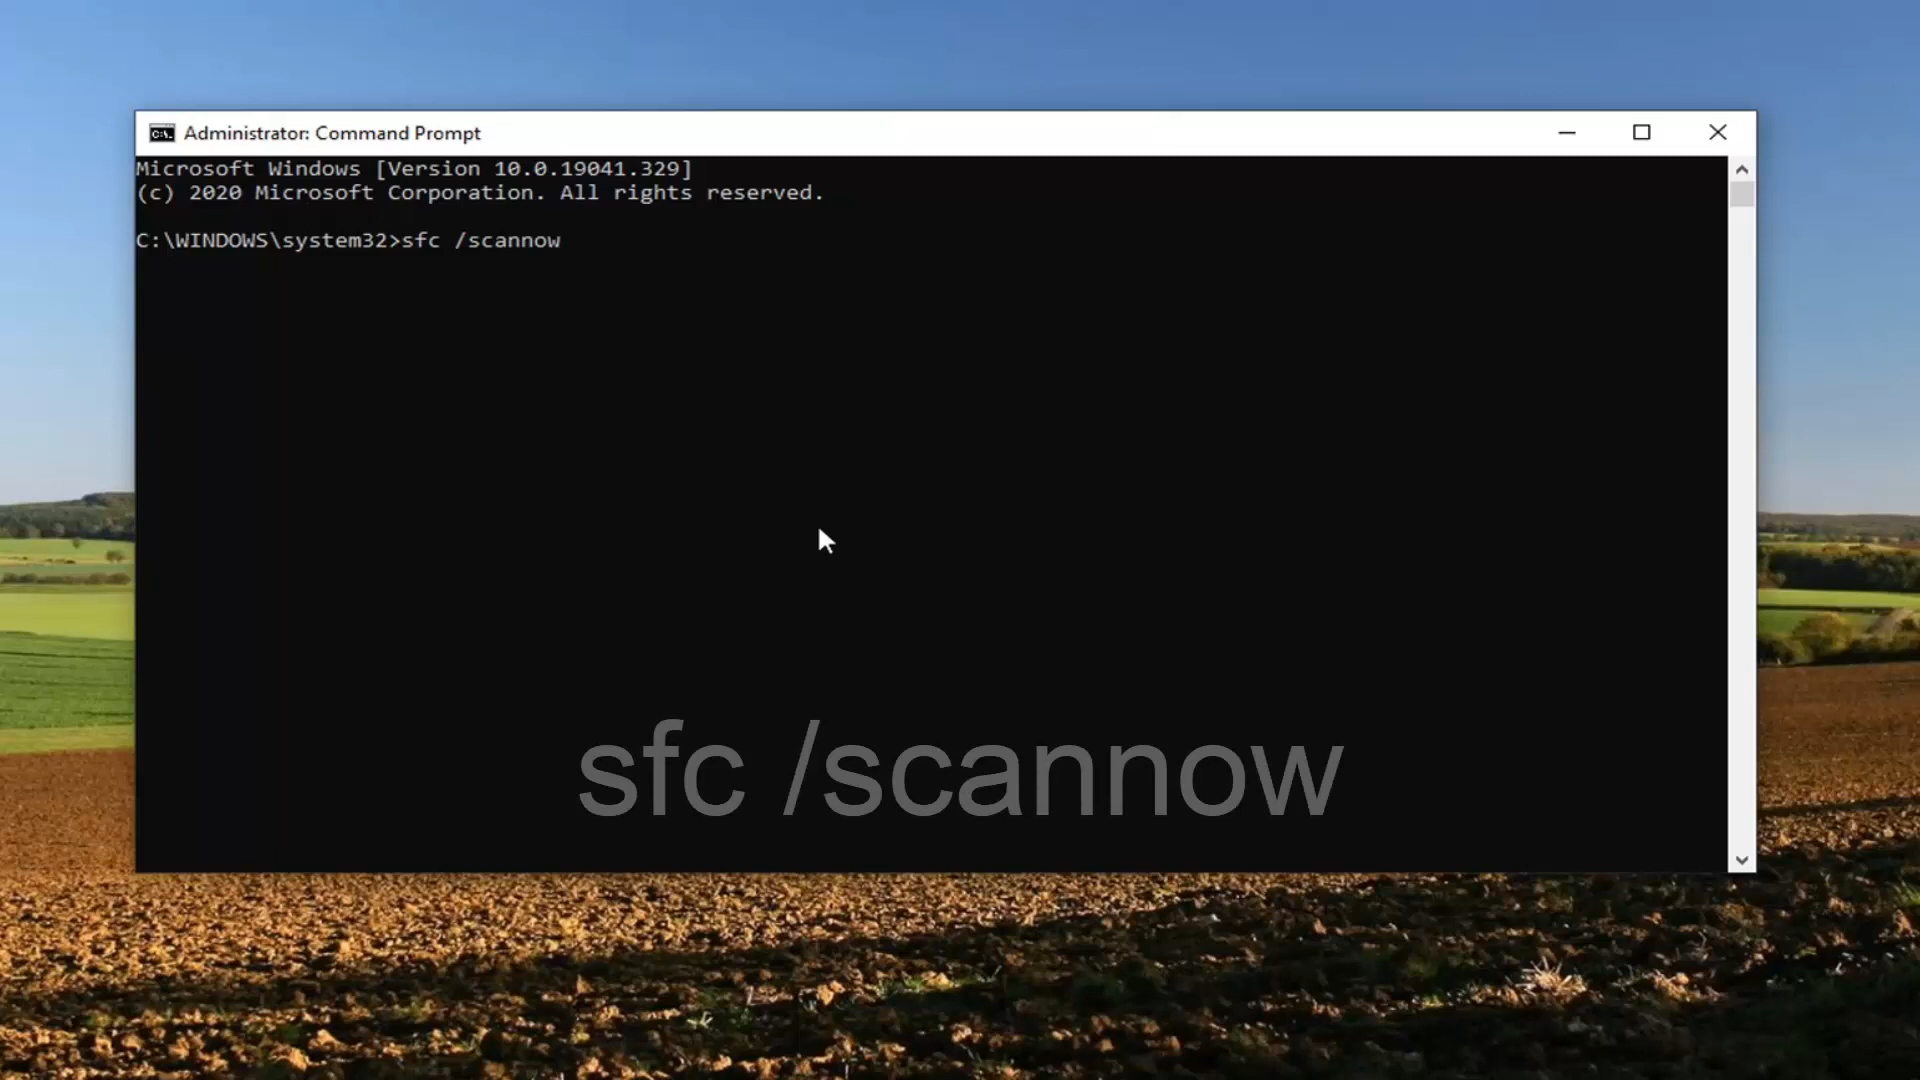 Administrator: Command Prompt
Microsoft Windows [Version 10.0.19041.329]
(c) 2020 Microsoft Corporation. All rights reserved.
C:\WINDOWS\system32>sfc /scannow
sfc /scannow